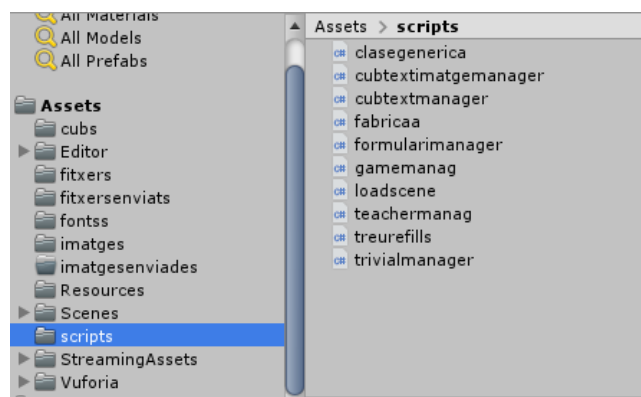 All Materials
All Models
All Prefabs
Assets
cubs
Editor
fitxers
fitxersenviats
fontss
imatges
imatgesenviades
Resources
Scenes
scripts
StreamingAssets
Vuforia
Assets > scripts
c# clasegenerica
c# cubtextimatgemanager
c# cubtextmanager
c# fabricaa
c# formularimanager
c# gamemanag
c# loadscene
c# teachermanag
c# treurefills
c# trivialmanager